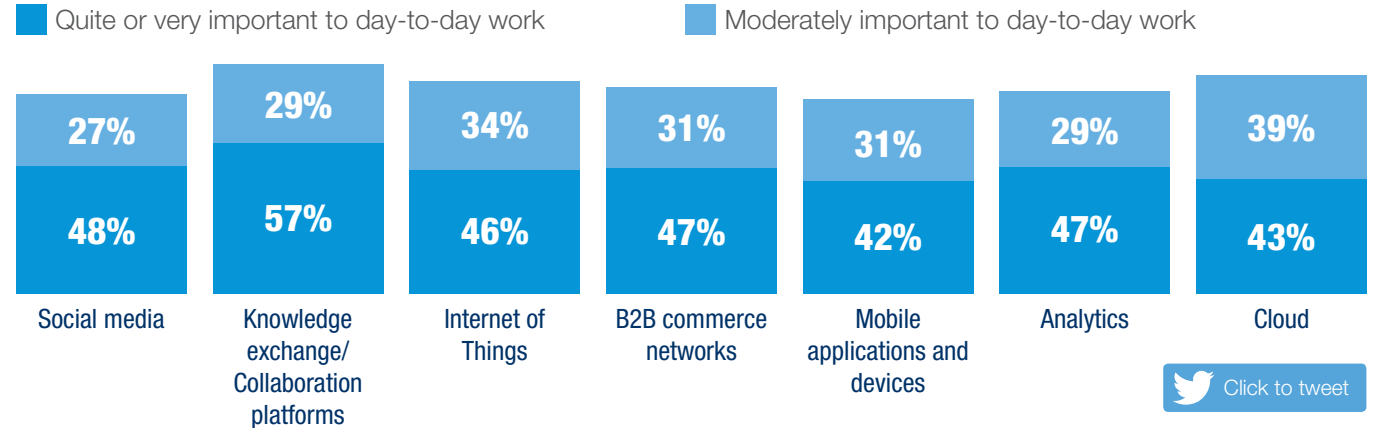 Quite or very important to day-to-day work
Moderately important to day-to-day work
27%
29%
34%
31%
31%
29%
39%
48%
57%
46%
47%
42%
47%
43%
Social media
Knowledge
exchange/
Collaboration
platforms
Internet of
Things
B2B commerce
networks
Mobile
applications and
devices
Analytics
Cloud
Click to tweet